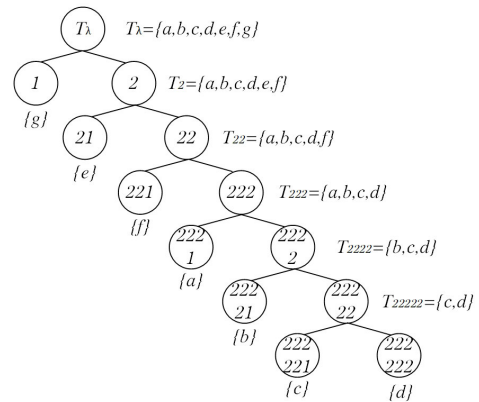 Tλ Tλ={a,b,c,d,e,f,g}
1 2 T2={a,b,c,d,e,f}
{g}
21 22 T22={a,b,c,d,f}
{e}
221 222 T222={a,b,c,d}
{f}
222 222 T2222={b,c,d}
1 2
{a}
222 222 T22222={c,d}
21 22
{b}
222 222
221 222
{c} {d}